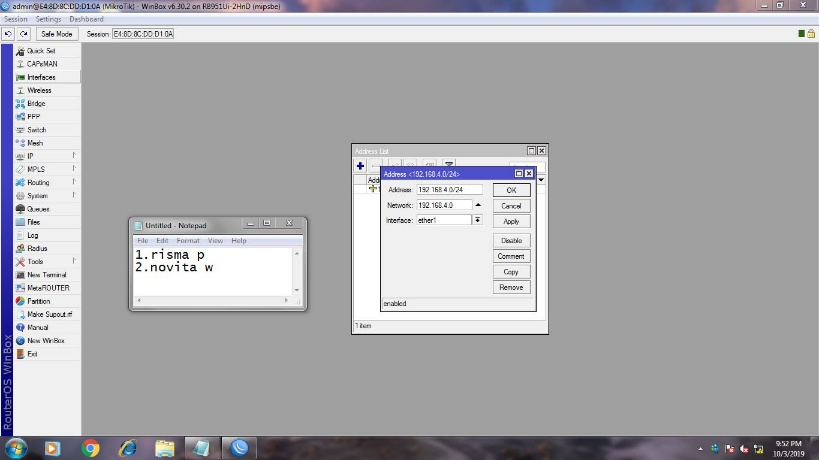 admin@E4:8D:8C:DD:D1:0A (MikroTik) - WinBox v6.30.2 on RB951Ui-2HnD (mipsbe)
Session Settings Dashboard
Safe Mode Session: E4:8D:8C:DD:D1:0A
Quick Set
CAPsMAN
Interfaces
Wireless
Bridge
PPP
Switch
Mesh
IP
MPLS
Routing
System
Queues
Files
Log
Radius
Tools
New Terminal
MetaROUTER
Partition
Make Supout.rif
Manual
New WinBox
Exit
RouterOS WinBox
Untitled - Notepad
File Edit Format View Help
1.risma p
2.novita w
Address List
Address <192.168.4.0/24>
Address: 192.168.4.0/24
Network: 192.168.4.0
Interface: ether1
OK
Cancel
Apply
Disable
Comment
Copy
Remove
enabled
1 item
9:52 PM
10/3/2019